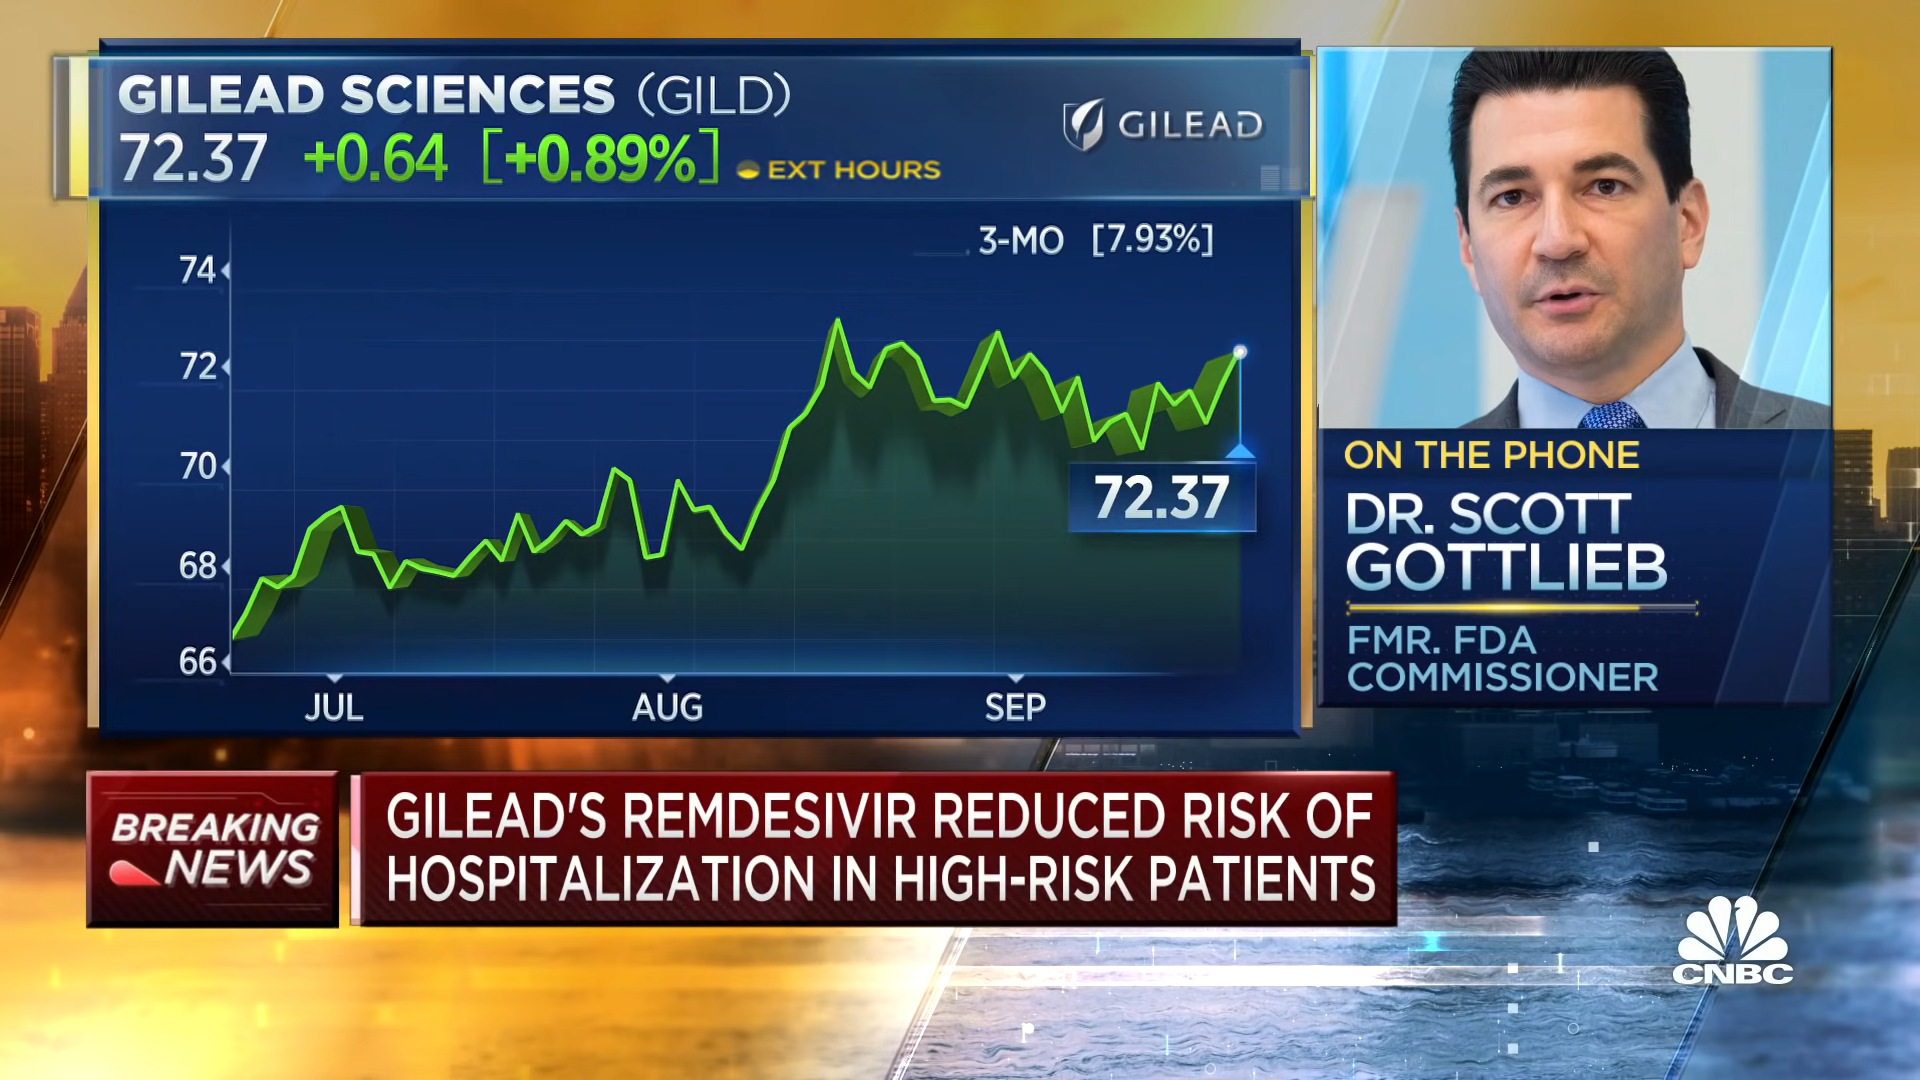 GILEAD SCIENCES (GILD)
72.37 +0.64 [+0.89%] EXT HOURS
GILEAD
3-MO [7.93%]
74
72
70
68
66
72.37
JUL AUG SEP
ON THE PHONE
DR. SCOTT
GOTTLIEB
FMR. FDA
COMMISSIONER
BREAKING
NEWS
GILEAD'S REMDESIVIR REDUCED RISK OF
HOSPITALIZATION IN HIGH-RISK PATIENTS
CNBC